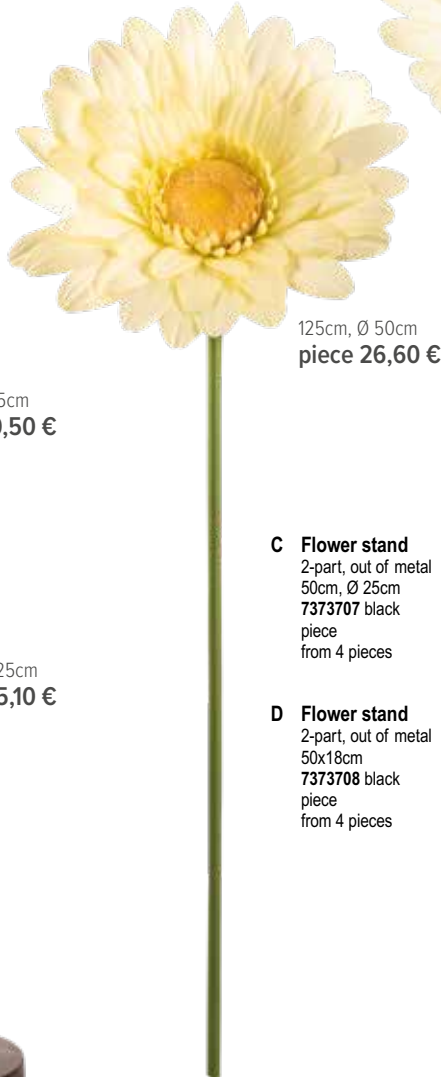 125cm, Ø 50cm
piece 26,60 €
5cm
,50 €
C Flower stand
2-part, out of metal
50cm, Ø 25cm
7373707 black
piece
from 4 pieces
25cm
5,10 €
D Flower stand
2-part, out of metal
50x18cm
7373708 black
piece
from 4 pieces